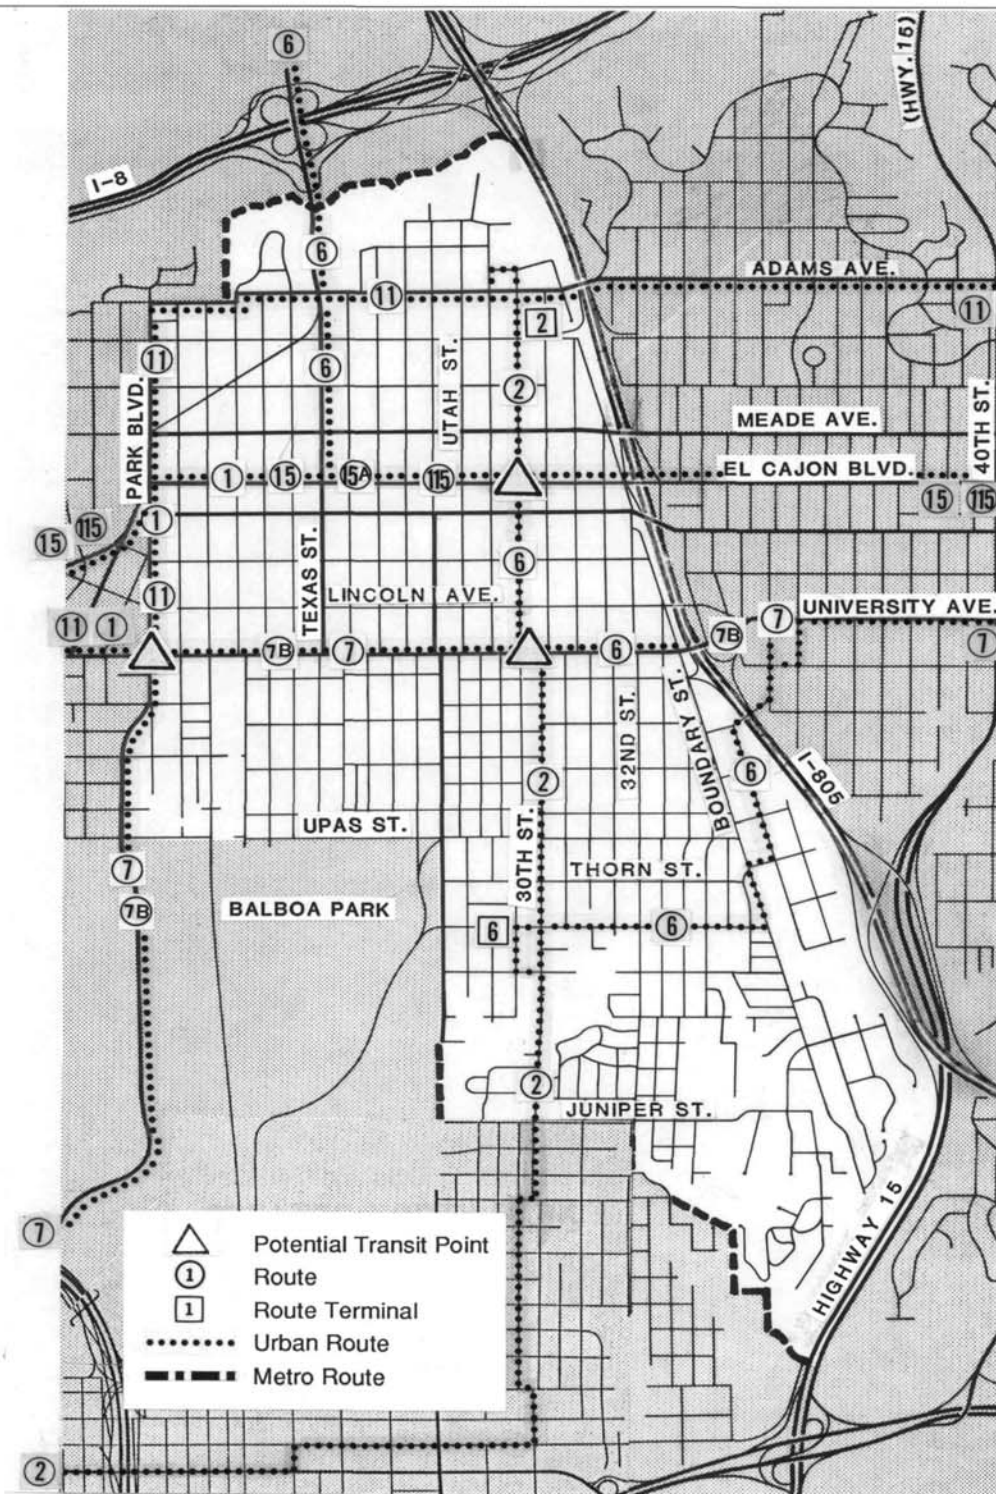 6
(HWY. 15)
I-8
6
ADAMS AVE.
11
11
2
11
6
UTAH ST.
2
PARK BLVD.
MEADE AVE.
40TH ST.
EL CAJON BLVD.
1
15
15A
115
15
115
115
15
1
TEXAS ST.
6
11
LINCOLN AVE.
UNIVERSITY AVE.
11
1
7B
7
6
7B
7
7
32ND ST.
BOUNDARY ST.
2
6
I-805
UPAS ST.
30TH ST.
7
THORN ST.
7B
BALBOA PARK
6
6
2
JUNIPER ST.
HIGHWAY 15
7
Potential Transit Point
1 Route
1 Route Terminal
Urban Route
Metro Route
2